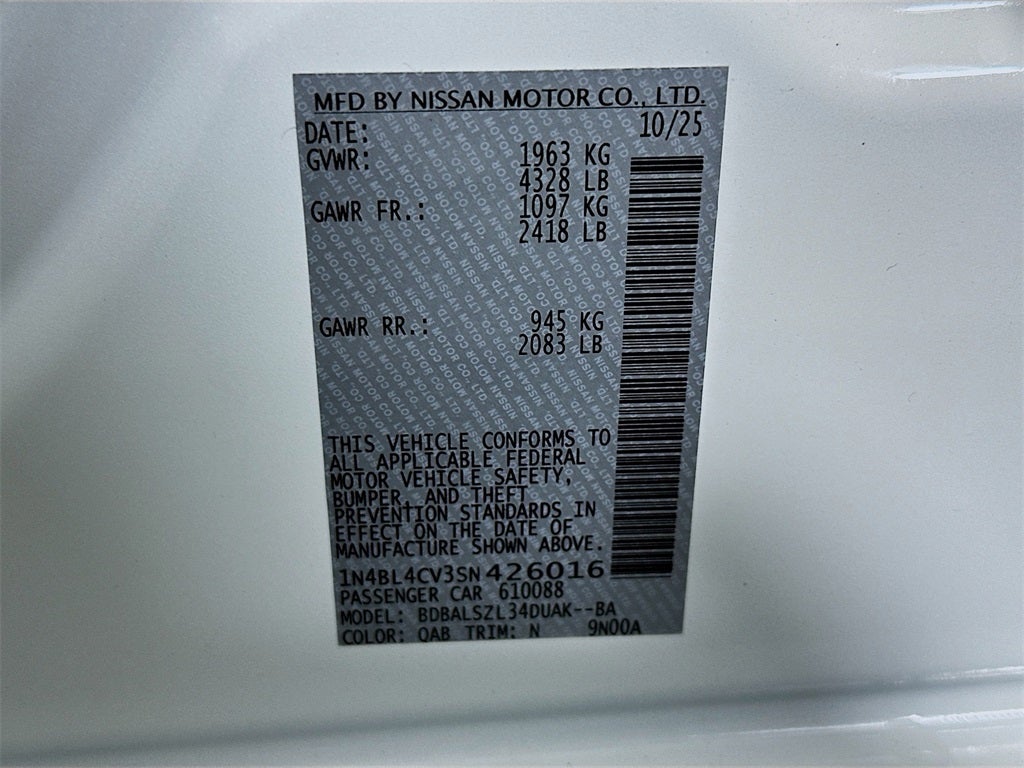 MFD BY NISSAN MOTOR CO., LTD.
DATE: 10/25
GVWR: 1963 KG
4328 LB
GAWR FR.: 1097 KG
2418 LB
GAWR RR.: 945 KG
2083 LB
THIS VEHICLE CONFORMS TO
ALL APPLICABLE FEDERAL
MOTOR VEHICLE SAFETY,
BUMPER, AND THEFT
PREVENTION STANDARDS IN
EFFECT ON THE DATE OF
MANUFACTURE SHOWN ABOVE.
1N4BL4CV3SN426016
PASSENGER CAR 610088
MODEL: BDBALSZL34DUAK--BA
COLOR: QAB TRIM: N 9N00A